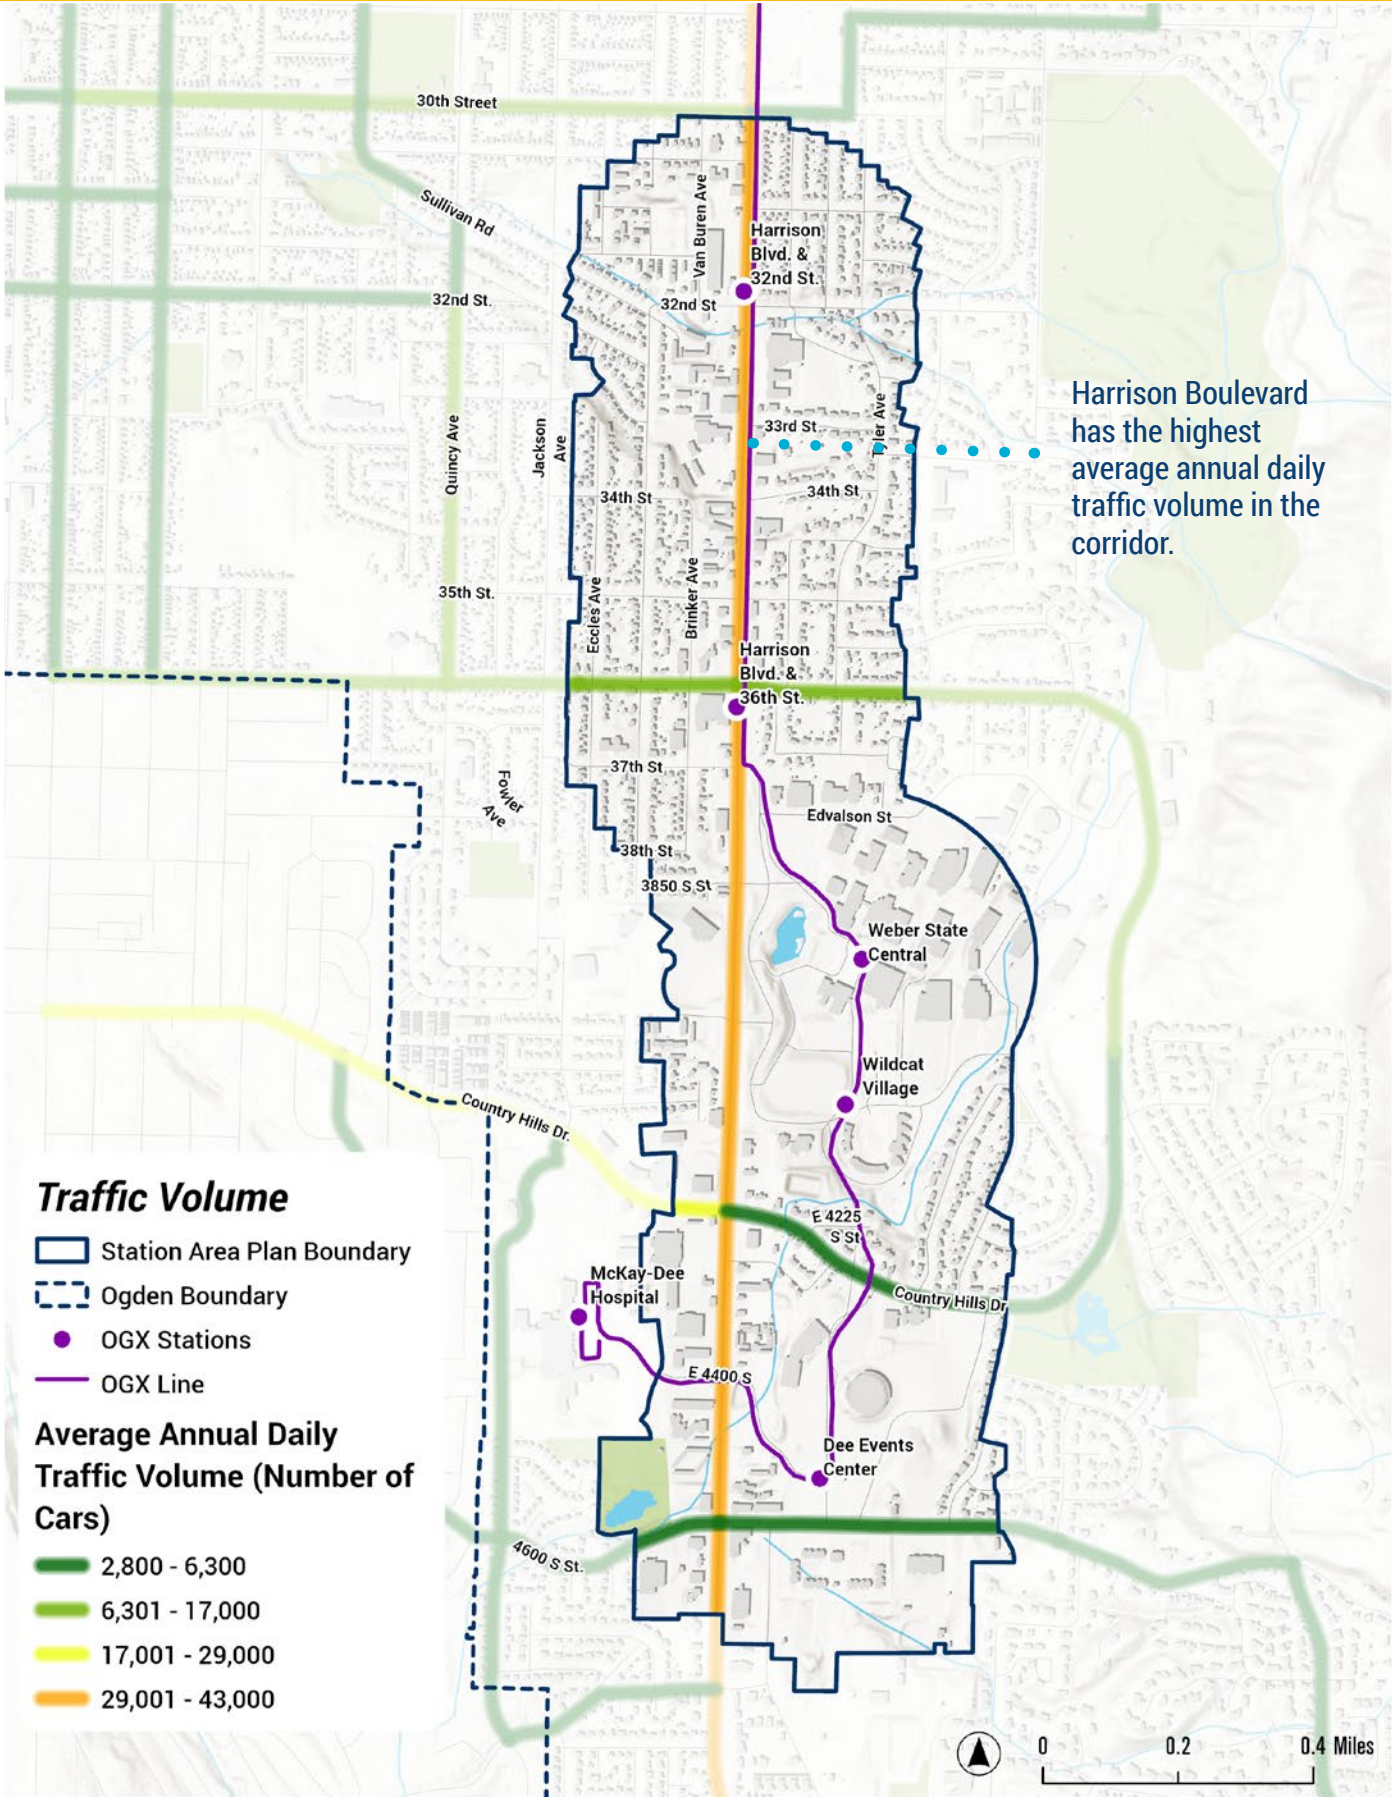 30th Street
Sullivan Rd
Van Buren Ave
Harrison
Blvd. &
32nd St.
32nd St.
32nd St
Harrison Boulevard
has the highest
average annual daily
traffic volume in the
corridor.
Quincy Ave
Jackson
Ave
33rd St
Tyler Ave
34th St
34th St
35th St.
Eccles Ave
Brinker Ave
Harrison
Blvd. &
36th St.
37th St
Fowler
Ave
Edvalson St
38th St
3850 S St
Weber State
Central
Wildcat
Village
Country Hills Dr.
E 4225
S St
Country Hills Dr
McKay-Dee
Hospital
E 4400 S
Dee Events
Center
4600 S St.
Traffic Volume
Station Area Plan Boundary
Ogden Boundary
OGX Stations
OGX Line
Average Annual Daily
Traffic Volume (Number of
Cars)
2,800 - 6,300
6,301 - 17,000
17,001 - 29,000
29,001 - 43,000
0 0.2 0.4 Miles